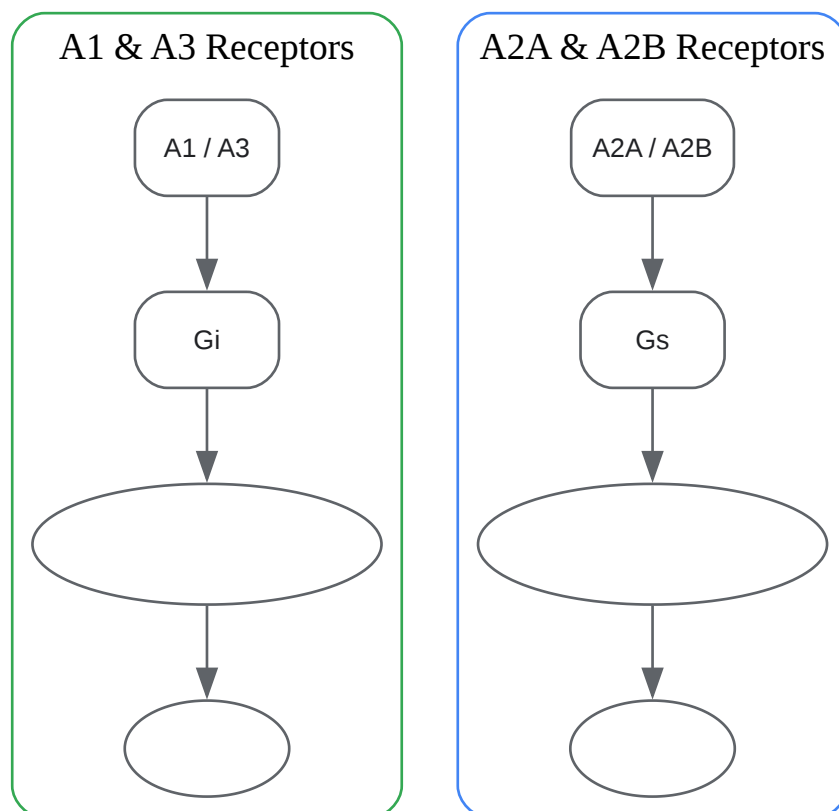 A1 & A3 Receptors
A1 / A3
Gi
A2A & A2B Receptors
A2A / A2B
Gs